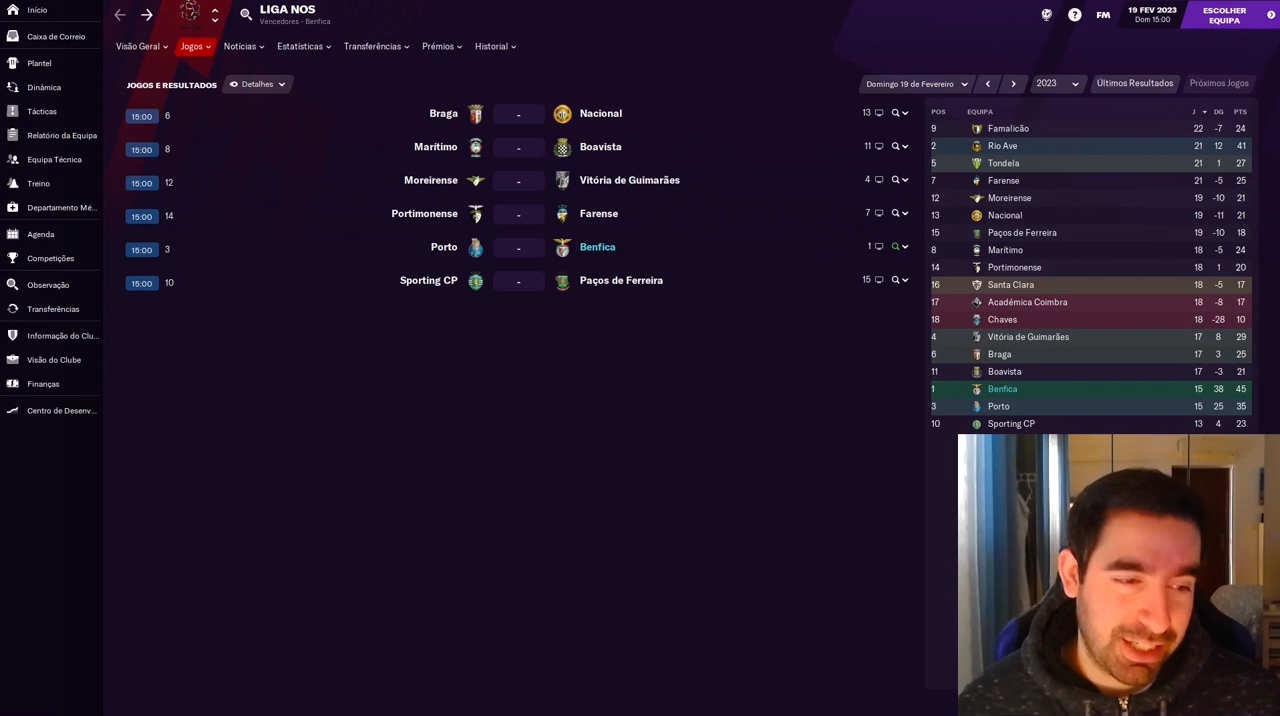 Início
Caixa de Correio
Plantel
Dinâmica
Tácticas
Relatório da Equipa
Equipa Técnica
Treino
Departamento Mé...
Agenda
Competições
Observação
Transferências
Informação do Clu...
Visão do Clube
Finanças
Centro de Desenv...
LIGA NOS
Vencedores - Benfica
? FM
19 FEV 2023
Dom 15:00
ESCOLHER EQUIPA
Visão Geral Jogos Notícias Estatísticas Transferências Prémios Historial
JOGOS E RESULTADOS Detalhes
Domingo 19 de Fevereiro 2023 Últimos Resultados Próximos Jogos
15:00 6 Braga - Nacional 13
15:00 8 Marítimo - Boavista 11
15:00 12 Moreirense - Vitória de Guimarães 4
15:00 14 Portimonense - Farense 7
15:00 3 Porto - Benfica 1
15:00 10 Sporting CP - Paços de Ferreira 15
POS EQUIPA J DG PTS
9 Famalicão 22 -7 24
2 Rio Ave 21 12 41
5 Tondela 21 1 27
7 Farense 21 -5 25
12 Moreirense 19 -10 21
13 Nacional 19 -11 21
15 Paços de Ferreira 19 -10 18
8 Marítimo 18 -5 24
14 Portimonense 18 1 20
16 Santa Clara 18 -5 17
17 Académica Coimbra 18 -8 17
18 Chaves 18 -28 10
4 Vitória de Guimarães 17 8 29
6 Braga 17 3 25
11 Boavista 17 -3 21
1 Benfica 15 38 45
3 Porto 15 25 35
10 Sporting CP 13 4 23